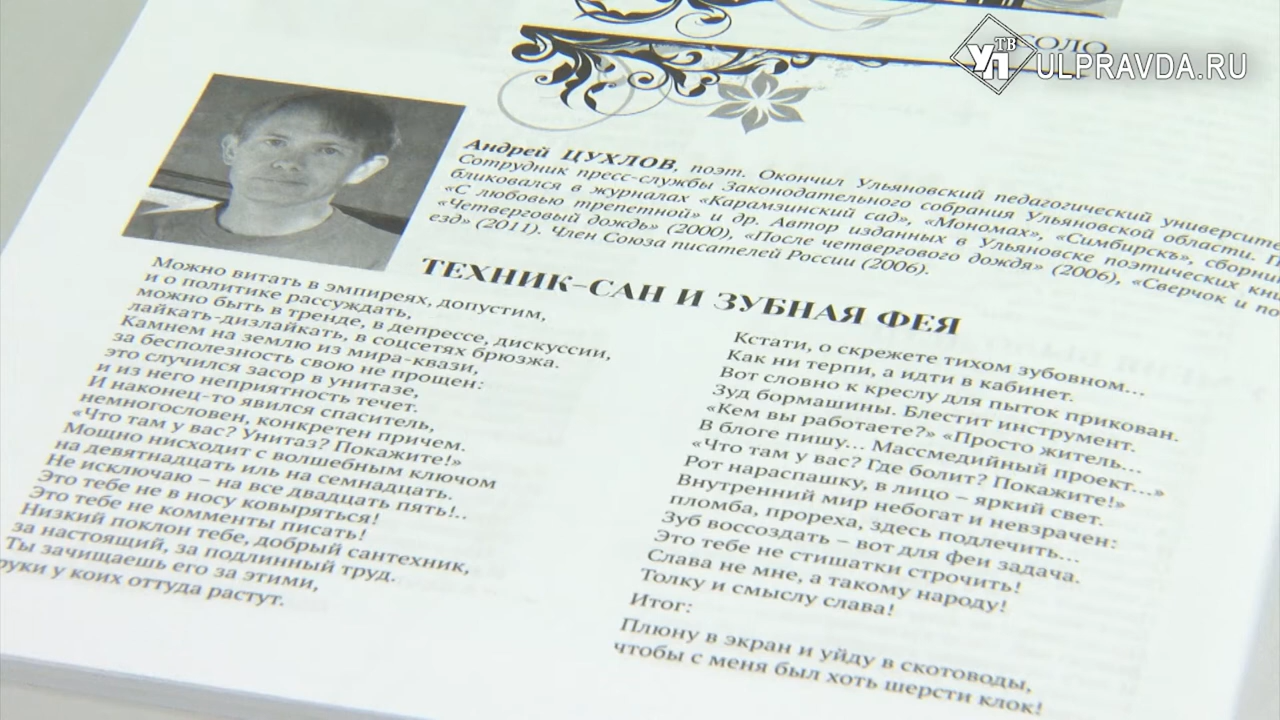 СОЛО
УП ТВ ULPRAVDA.RU
Андрей ЦУХЛОВ, поэт. Окончил Ульяновский педагогический университе
Сотрудник пресс-службы Законодательного собрания Ульяновской области. П
бликовался в журналах «Карамзинский сад», «Мономах», «Симбирскъ», сборни
«С любовью трепетной» и др. Автор изданных в Ульяновске поэтических кни
«Четверговый дождь» (2000), «После четвергового дождя» (2006), «Сверчок и по
езд» (2011). Член Союза писателей России (2006).
ТЕХНИК-САН И ЗУБНАЯ ФЕЯ
Можно витать в эмпиреях, допустим,
и о политике рассуждать,
можно быть в тренде, в депрессе, дискуссии,
лайкать-дизлайкать, в соцсетях брюзжа.
Камнем на землю из мира-квази,
за бесполезность свою не прощен:
это случился засор в унитазе,
и из него неприятность течет.
И наконец-то явился спаситель,
немногословен, конкретен причем.
«Что там у вас? Унитаз? Покажите!»
Мощно нисходит с волшебным ключом
на девятнадцать иль на семнадцать.
Не исключаю – на все двадцать пять!..
Это тебе не в носу ковыряться!
Это тебе не комменты писать!
Низкий поклон тебе, добрый сантехник,
за настоящий, за подлинный труд.
Ты зачищаешь его за этими,
руки у коих оттуда растут.
Кстати, о скрежете тихом зубовном...
Как ни терпи, а идти в кабинет.
Вот словно к креслу для пыток прикован.
Зуд бормашины. Блестит инструмент.
«Кем вы работаете?» «Просто житель...
В блоге пишу... Массмедийный проект...»
«Что там у вас? Где болит? Покажите!»
Рот нараспашку, в лицо – яркий свет.
Внутренний мир небогат и невзрачен:
пломба, прореха, здесь подлечить...
Зуб воссоздать – вот для феи задача.
Это тебе не стишатки строчить!
Слава не мне, а такому народу!
Толку и смыслу слава!
Итог:
Плюну в экран и уйду в скотоводы,
чтобы с меня был хоть шерсти клок!